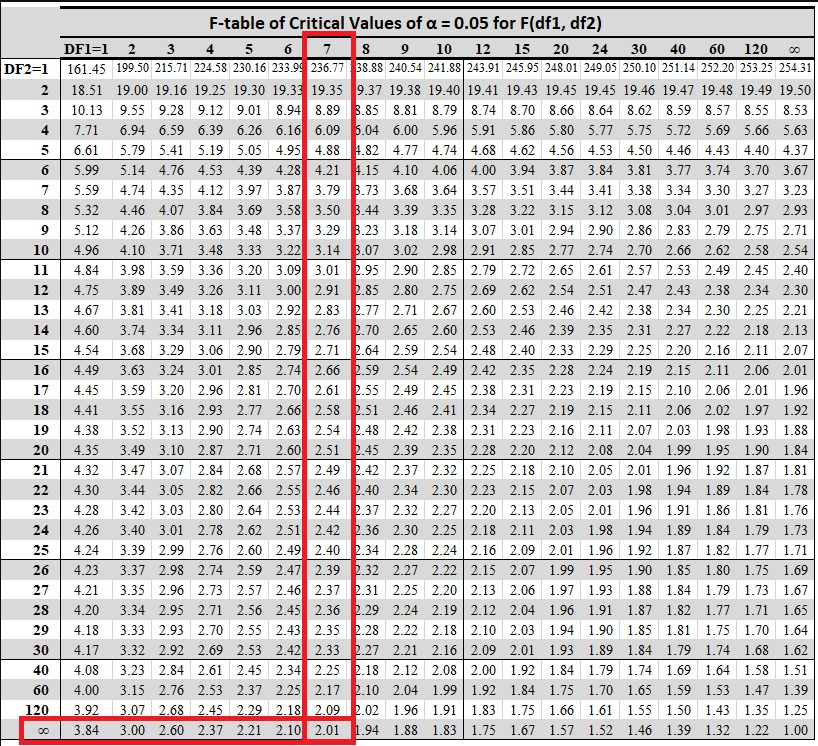 F-table of Critical Values of α = 0.05 for F(df1, df2)
DF1=1 2 3 4 5 6 7 8 9 10 12 15 20 24 30 40 60 120 ∞
DF2=1 161.45 199.50 215.71 224.58 230.16 233.99 236.77 238.88 240.54 241.88 243.91 245.95 248.01 249.05 250.10 251.14 252.20 253.25 254.31
2 18.51 19.00 19.16 19.25 19.30 19.33 19.35 19.37 19.38 19.40 19.41 19.43 19.45 19.45 19.46 19.47 19.48 19.49 19.50
3 10.13 9.55 9.28 9.12 9.01 8.94 8.89 8.85 8.81 8.79 8.74 8.70 8.66 8.64 8.62 8.59 8.57 8.55 8.53
4 7.71 6.94 6.59 6.39 6.26 6.16 6.09 6.04 6.00 5.96 5.91 5.86 5.80 5.77 5.75 5.72 5.69 5.66 5.63
5 6.61 5.79 5.41 5.19 5.05 4.95 4.88 4.82 4.77 4.74 4.68 4.62 4.56 4.53 4.50 4.46 4.43 4.40 4.37
6 5.99 5.14 4.76 4.53 4.39 4.28 4.21 4.15 4.10 4.06 4.00 3.94 3.87 3.84 3.81 3.77 3.74 3.70 3.67
7 5.59 4.74 4.35 4.12 3.97 3.87 3.79 3.73 3.68 3.64 3.57 3.51 3.44 3.41 3.38 3.34 3.30 3.27 3.23
8 5.32 4.46 4.07 3.84 3.69 3.58 3.50 3.44 3.39 3.35 3.28 3.22 3.15 3.12 3.08 3.04 3.01 2.97 2.93
9 5.12 4.26 3.86 3.63 3.48 3.37 3.29 3.23 3.18 3.14 3.07 3.01 2.94 2.90 2.86 2.83 2.79 2.75 2.71
10 4.96 4.10 3.71 3.48 3.33 3.22 3.14 3.07 3.02 2.98 2.91 2.85 2.77 2.74 2.70 2.66 2.62 2.58 2.54
11 4.84 3.98 3.59 3.36 3.20 3.09 3.01 2.95 2.90 2.85 2.79 2.72 2.65 2.61 2.57 2.53 2.49 2.45 2.40
12 4.75 3.89 3.49 3.26 3.11 3.00 2.91 2.85 2.80 2.75 2.69 2.62 2.54 2.51 2.47 2.43 2.38 2.34 2.30
13 4.67 3.81 3.41 3.18 3.03 2.92 2.83 2.77 2.71 2.67 2.60 2.53 2.46 2.42 2.38 2.34 2.30 2.25 2.21
14 4.60 3.74 3.34 3.11 2.96 2.85 2.76 2.70 2.65 2.60 2.53 2.46 2.39 2.35 2.31 2.27 2.22 2.18 2.13
15 4.54 3.68 3.29 3.06 2.90 2.79 2.71 2.64 2.59 2.54 2.48 2.40 2.33 2.29 2.25 2.20 2.16 2.11 2.07
16 4.49 3.63 3.24 3.01 2.85 2.74 2.66 2.59 2.54 2.49 2.42 2.35 2.28 2.24 2.19 2.15 2.11 2.06 2.01
17 4.45 3.59 3.20 2.96 2.81 2.70 2.61 2.55 2.49 2.45 2.38 2.31 2.23 2.19 2.15 2.10 2.06 2.01 1.96
18 4.41 3.55 3.16 2.93 2.77 2.66 2.58 2.51 2.46 2.41 2.34 2.27 2.19 2.15 2.11 2.06 2.02 1.97 1.92
19 4.38 3.52 3.13 2.90 2.74 2.63 2.54 2.48 2.42 2.38 2.31 2.23 2.16 2.11 2.07 2.03 1.98 1.93 1.88
20 4.35 3.49 3.10 2.87 2.71 2.60 2.51 2.45 2.39 2.35 2.28 2.20 2.12 2.08 2.04 1.99 1.95 1.90 1.84
21 4.32 3.47 3.07 2.84 2.68 2.57 2.49 2.42 2.37 2.32 2.25 2.18 2.10 2.05 2.01 1.96 1.92 1.87 1.81
22 4.30 3.44 3.05 2.82 2.66 2.55 2.46 2.40 2.34 2.30 2.23 2.15 2.07 2.03 1.98 1.94 1.89 1.84 1.78
23 4.28 3.42 3.03 2.80 2.64 2.53 2.44 2.37 2.32 2.27 2.20 2.13 2.05 2.01 1.96 1.91 1.86 1.81 1.76
24 4.26 3.40 3.01 2.78 2.62 2.51 2.42 2.36 2.30 2.25 2.18 2.11 2.03 1.98 1.94 1.89 1.84 1.79 1.73
25 4.24 3.39 2.99 2.76 2.60 2.49 2.40 2.34 2.28 2.24 2.16 2.09 2.01 1.96 1.92 1.87 1.82 1.77 1.71
26 4.23 3.37 2.98 2.74 2.59 2.47 2.39 2.32 2.27 2.22 2.15 2.07 1.99 1.95 1.90 1.85 1.80 1.75 1.69
27 4.21 3.35 2.96 2.73 2.57 2.46 2.37 2.31 2.25 2.20 2.13 2.06 1.97 1.93 1.88 1.84 1.79 1.73 1.67
28 4.20 3.34 2.95 2.71 2.56 2.45 2.36 2.29 2.24 2.19 2.12 2.04 1.96 1.91 1.87 1.82 1.77 1.71 1.65
29 4.18 3.33 2.93 2.70 2.55 2.43 2.35 2.28 2.22 2.18 2.10 2.03 1.94 1.90 1.85 1.81 1.75 1.70 1.64
30 4.17 3.32 2.92 2.69 2.53 2.42 2.33 2.27 2.21 2.16 2.09 2.01 1.93 1.89 1.84 1.79 1.74 1.68 1.62
40 4.08 3.23 2.84 2.61 2.45 2.34 2.25 2.18 2.12 2.08 2.00 1.92 1.84 1.79 1.74 1.69 1.64 1.58 1.51
60 4.00 3.15 2.76 2.53 2.37 2.25 2.17 2.10 2.04 1.99 1.92 1.84 1.75 1.70 1.65 1.59 1.53 1.47 1.39
120 3.92 3.07 2.68 2.45 2.29 2.18 2.09 2.02 1.96 1.91 1.83 1.75 1.66 1.61 1.55 1.50 1.43 1.35 1.25
∞ 3.84 3.00 2.60 2.37 2.21 2.10 2.01 1.94 1.88 1.83 1.75 1.67 1.57 1.52 1.46 1.39 1.32 1.22 1.00